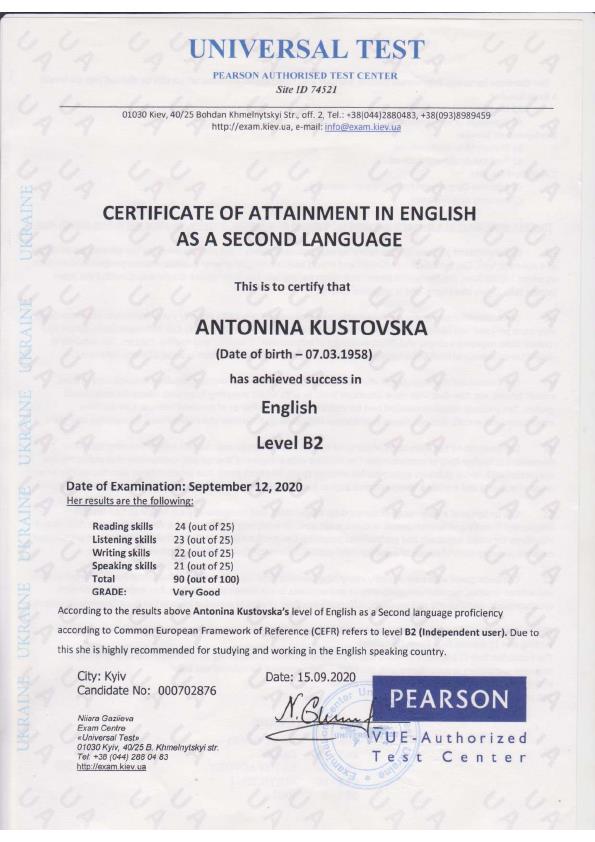 UNIVERSAL TEST
PEARSON AUTHORISED TEST CENTER
Site ID 74521
01030 Kiev, 40/25 Bohdan Khmelnytskyi Str., off. 2, Tel.: +38(044)2880483, +38(093)8989459
http://exam.kiev.ua, e-mail: info@exam.kiev.ua
CERTIFICATE OF ATTAINMENT IN ENGLISH
AS A SECOND LANGUAGE
This is to certify that
ANTONINA KUSTOVSKA
(Date of birth – 07.03.1958)
has achieved success in
English
Level B2
Date of Examination: September 12, 2020
Her results are the following:
Reading skills 24 (out of 25)
Listening skills 23 (out of 25)
Writing skills 22 (out of 25)
Speaking skills 21 (out of 25)
Total 90 (out of 100)
GRADE: Very Good
According to the results above Antonina Kustovska's level of English as a Second language proficiency
according to Common European Framework of Reference (CEFR) refers to level B2 (Independent user). Due to
this she is highly recommended for studying and working in the English speaking country.
City: Kyiv
Candidate No: 000702876
Date: 15.09.2020
Niiara Gaziieva
Exam Centre
«Universal Test»
01030 Kyiv, 40/25 B. Khmelnytskyi str.
Tel: +38 (044) 288 04 83
http://exam.kiev.ua
PEARSON
VUE-Authorized
Test Center
UKRAINE UKRAINE UKRAINE UKRAINE UKRAINE UKRAINE